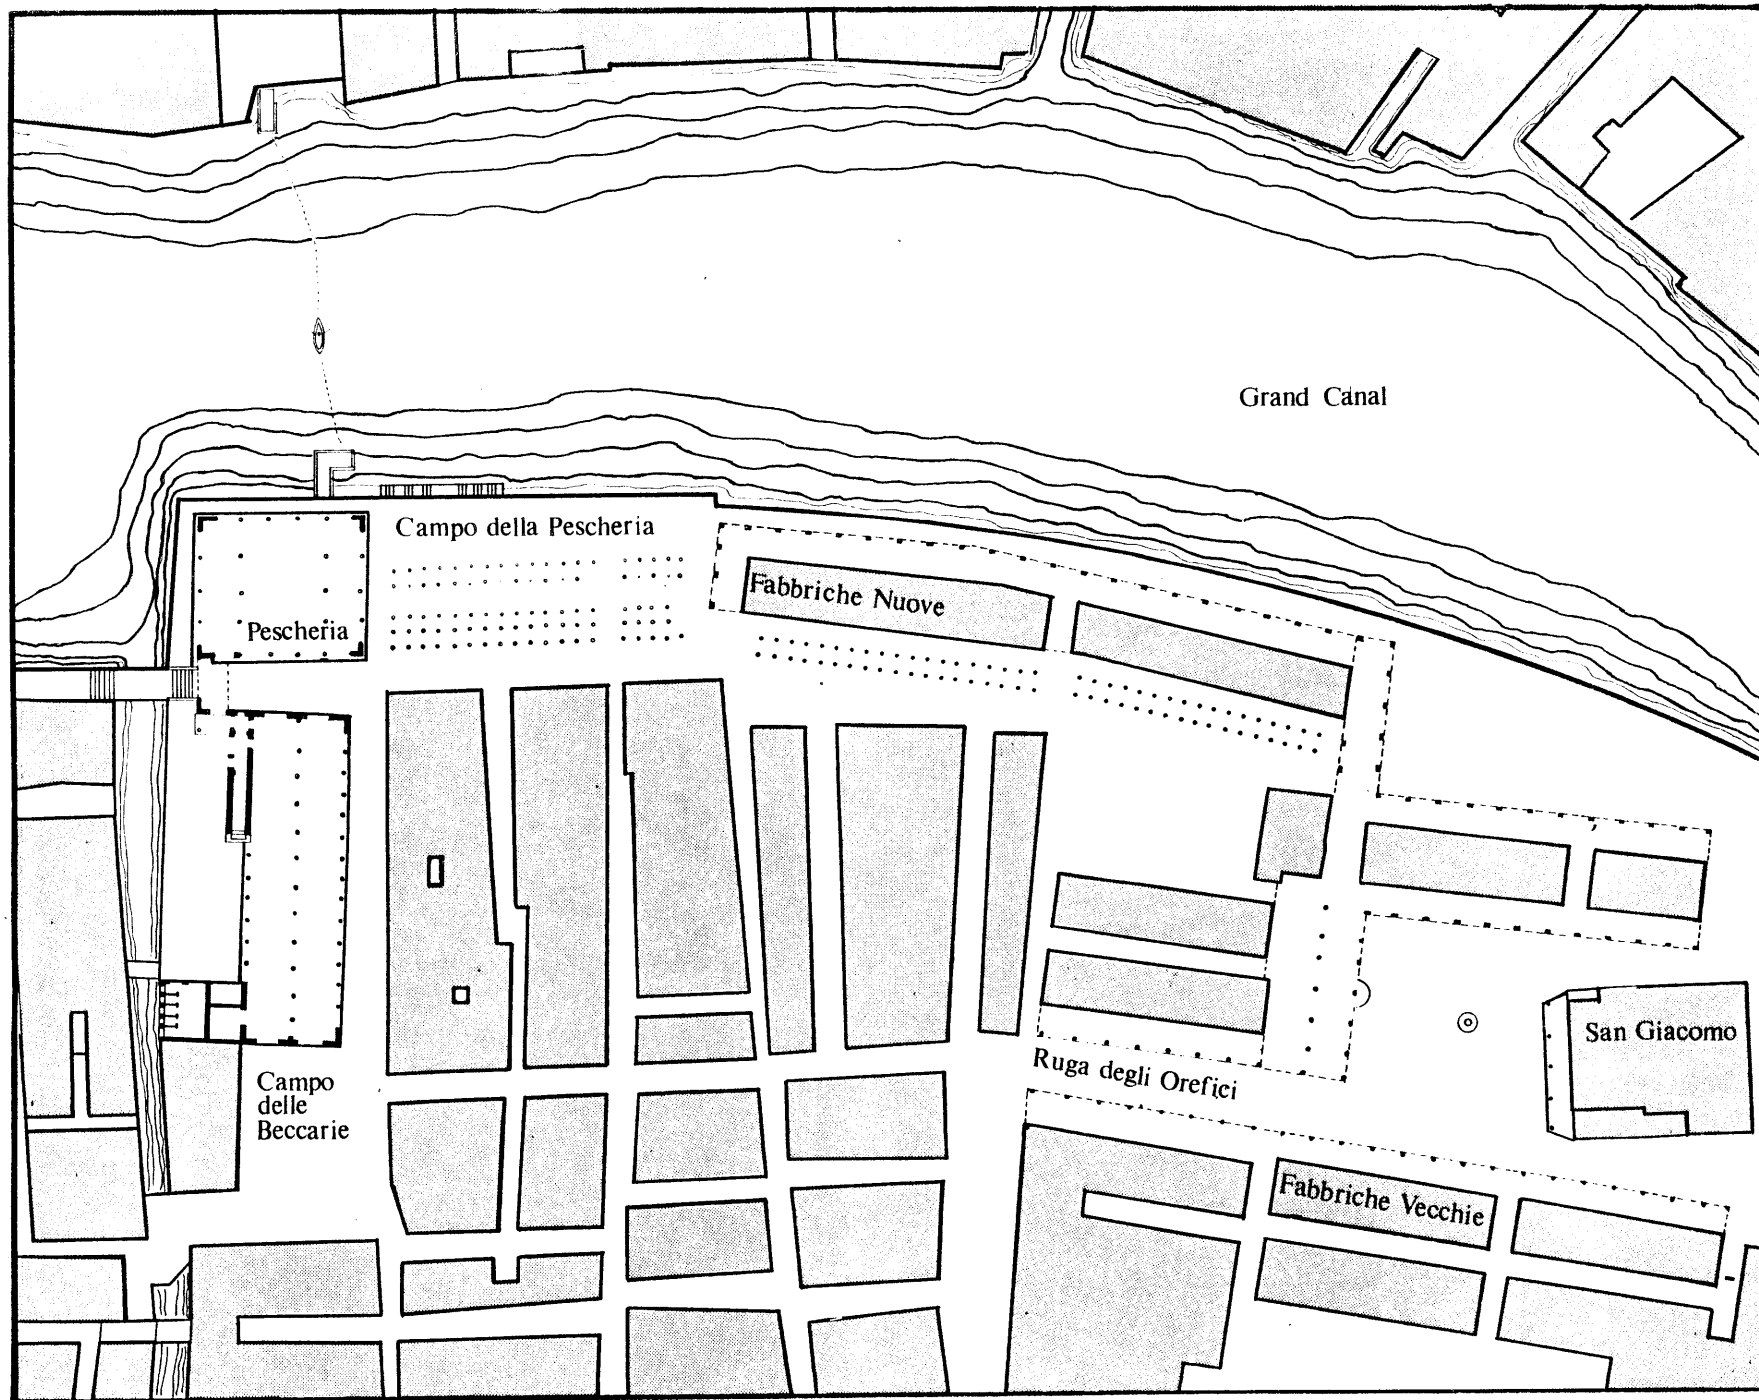 Grand Canal
Campo della Pescheria
Fabbriche Nuove
Pescheria
San Giacomo
Ruga degli Orefici
Campo
delle
Beccarie
Fabbriche Vecchie